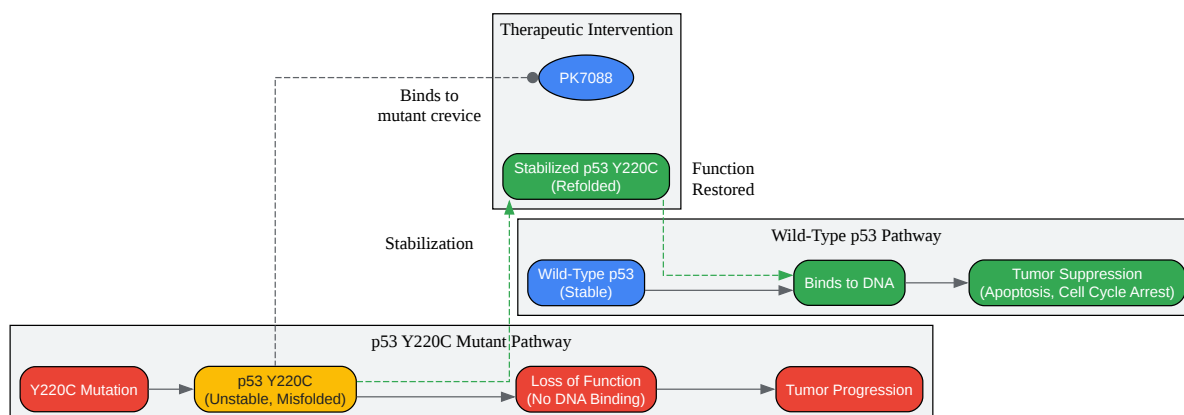 Therapeutic Intervention
PK7088
Binds to
mutant crevice
Stabilized p53 Y220C
(Refolded)
Function
Restored
Stabilization
Wild-Type p53 Pathway
Wild-Type p53
(Stable)
Binds to DNA
Tumor Suppression
(Apoptosis, Cell Cycle Arrest)
p53 Y220C Mutant Pathway
Y220C Mutation
p53 Y220C
(Unstable, Misfolded)
Loss of Function
(No DNA Binding)
Tumor Progression